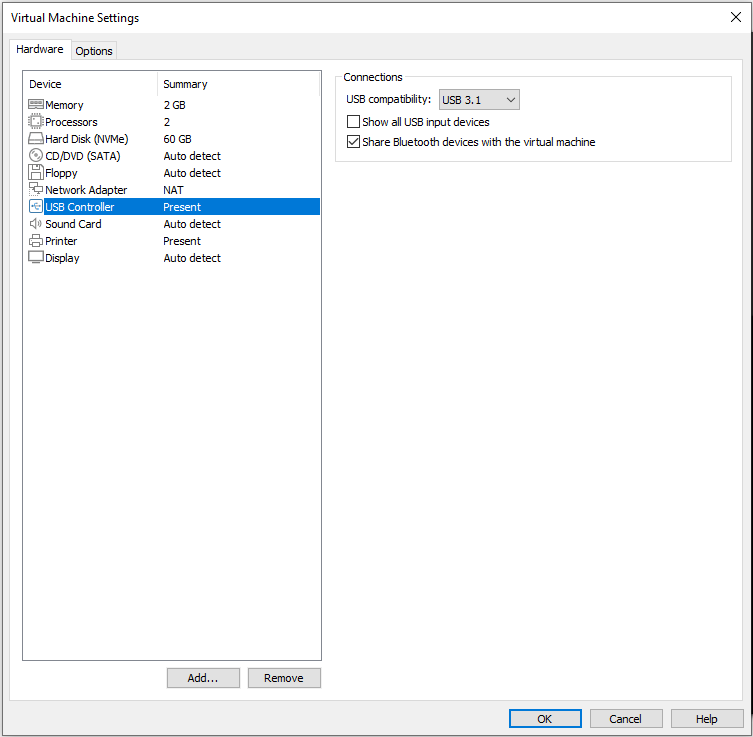 Virtual Machine Settings
Hardware
Options
Device Summary
Memory 2 GB
Processors 2
Hard Disk (NVMe) 60 GB
CD/DVD (SATA) Auto detect
Floppy Auto detect
Network Adapter NAT
USB Controller Present
Sound Card Auto detect
Printer Present
Display Auto detect
Connections
USB compatibility: USB 3.1
Show all USB input devices
Share Bluetooth devices with the virtual machine
Add... Remove
OK Cancel Help